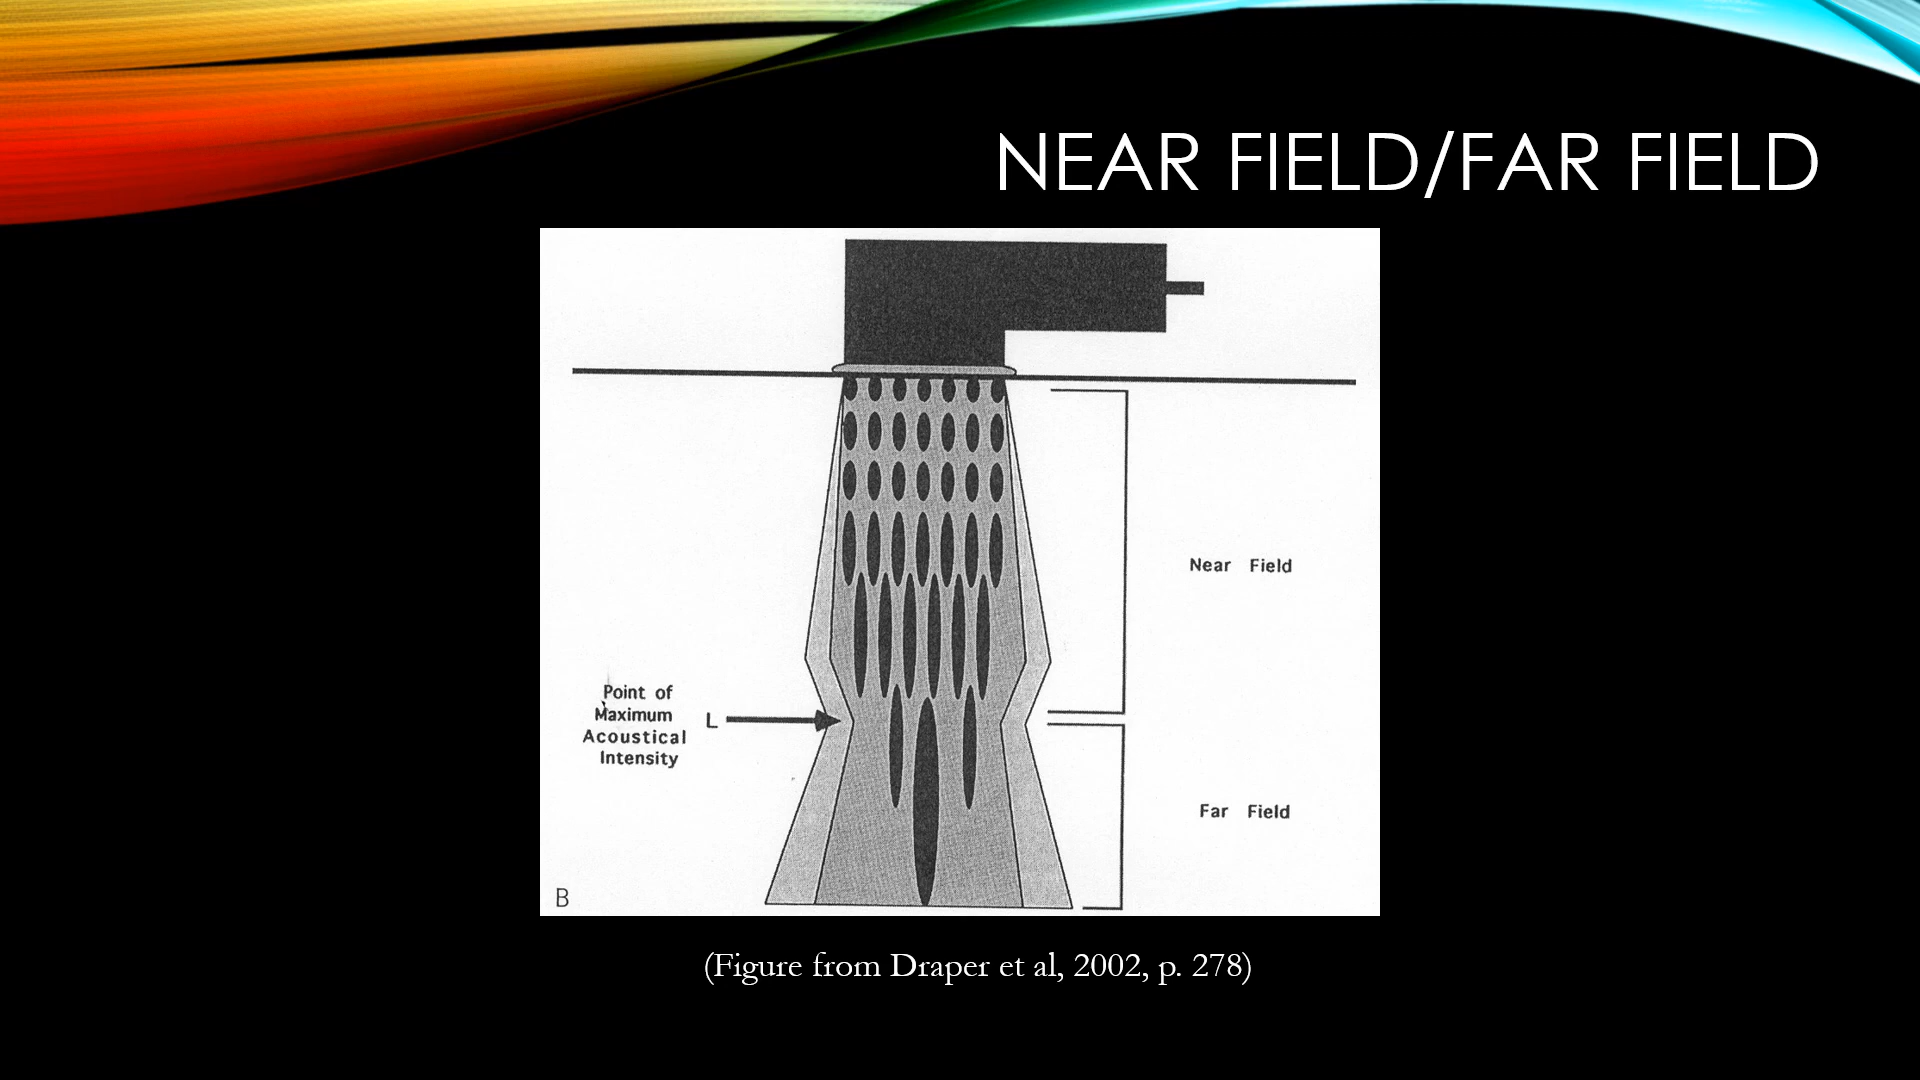 NEAR FIELD/FAR FIELD
Near Field
Point of
Maximum
Acoustical
Intensity
L
Far Field
B
(Figure from Draper et al, 2002, p. 278)